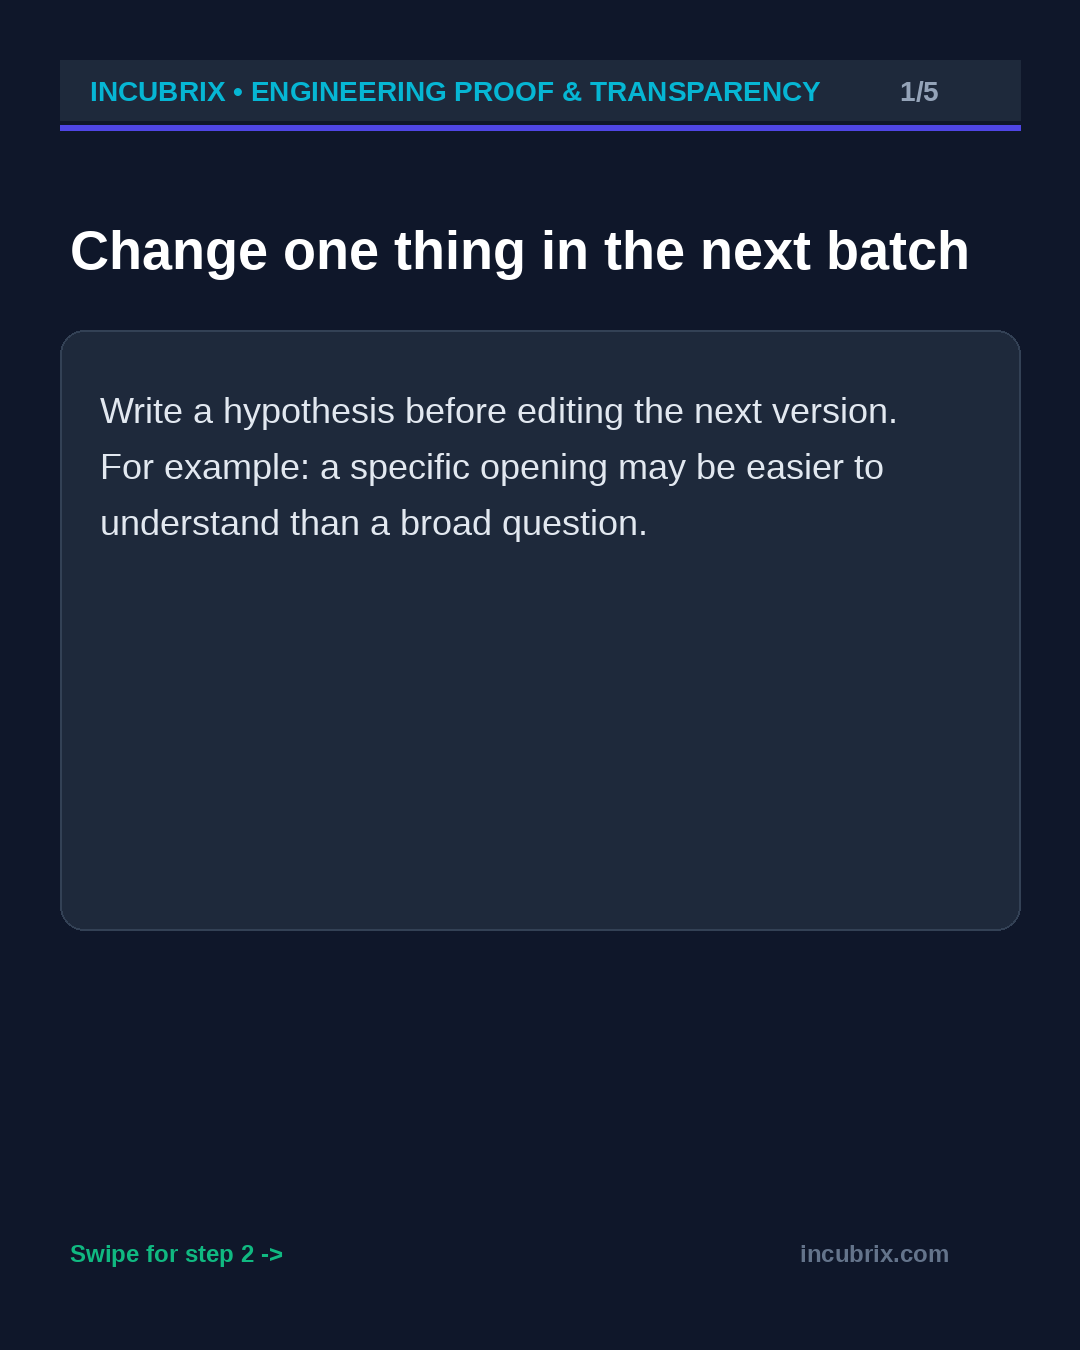 INCUBRIX • ENGINEERING PROOF & TRANSPARENCY 1/5
Change one thing in the next batch
Write a hypothesis before editing the next version.
For example: a specific opening may be easier to
understand than a broad question.
Swipe for step 2 -> incubrix.com